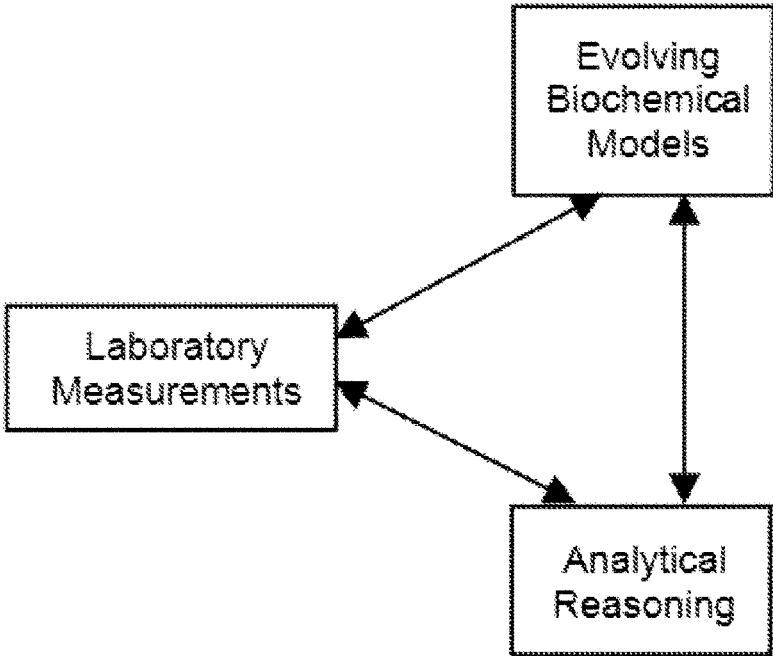 Evolving
Biochemical
Models
Laboratory
Measurements
Analytical
Reasoning